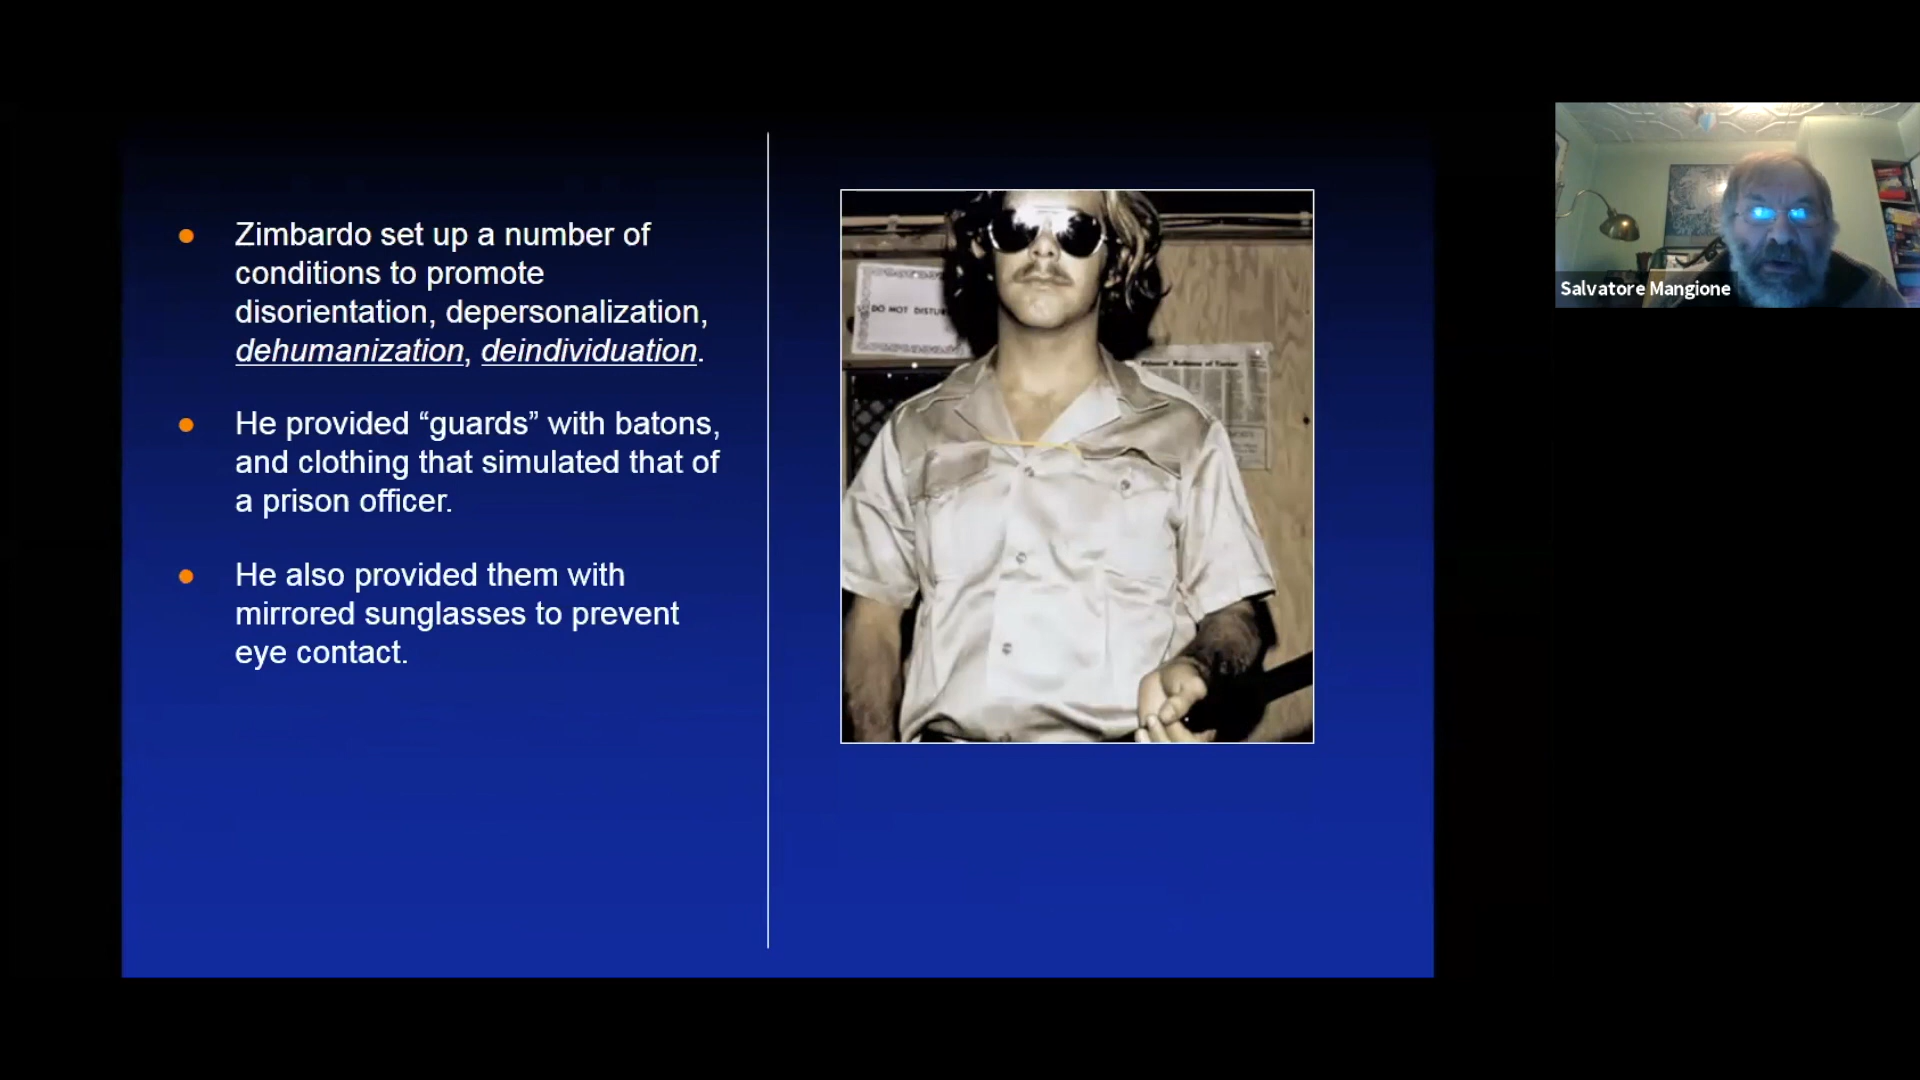 Zimbardo set up a number of
conditions to promote
disorientation, depersonalization,
dehumanization, deindividuation.
He provided “guards” with batons,
and clothing that simulated that of
a prison officer.
He also provided them with
mirrored sunglasses to prevent
eye contact.
DO NOT DISTU
Salvatore Mangione